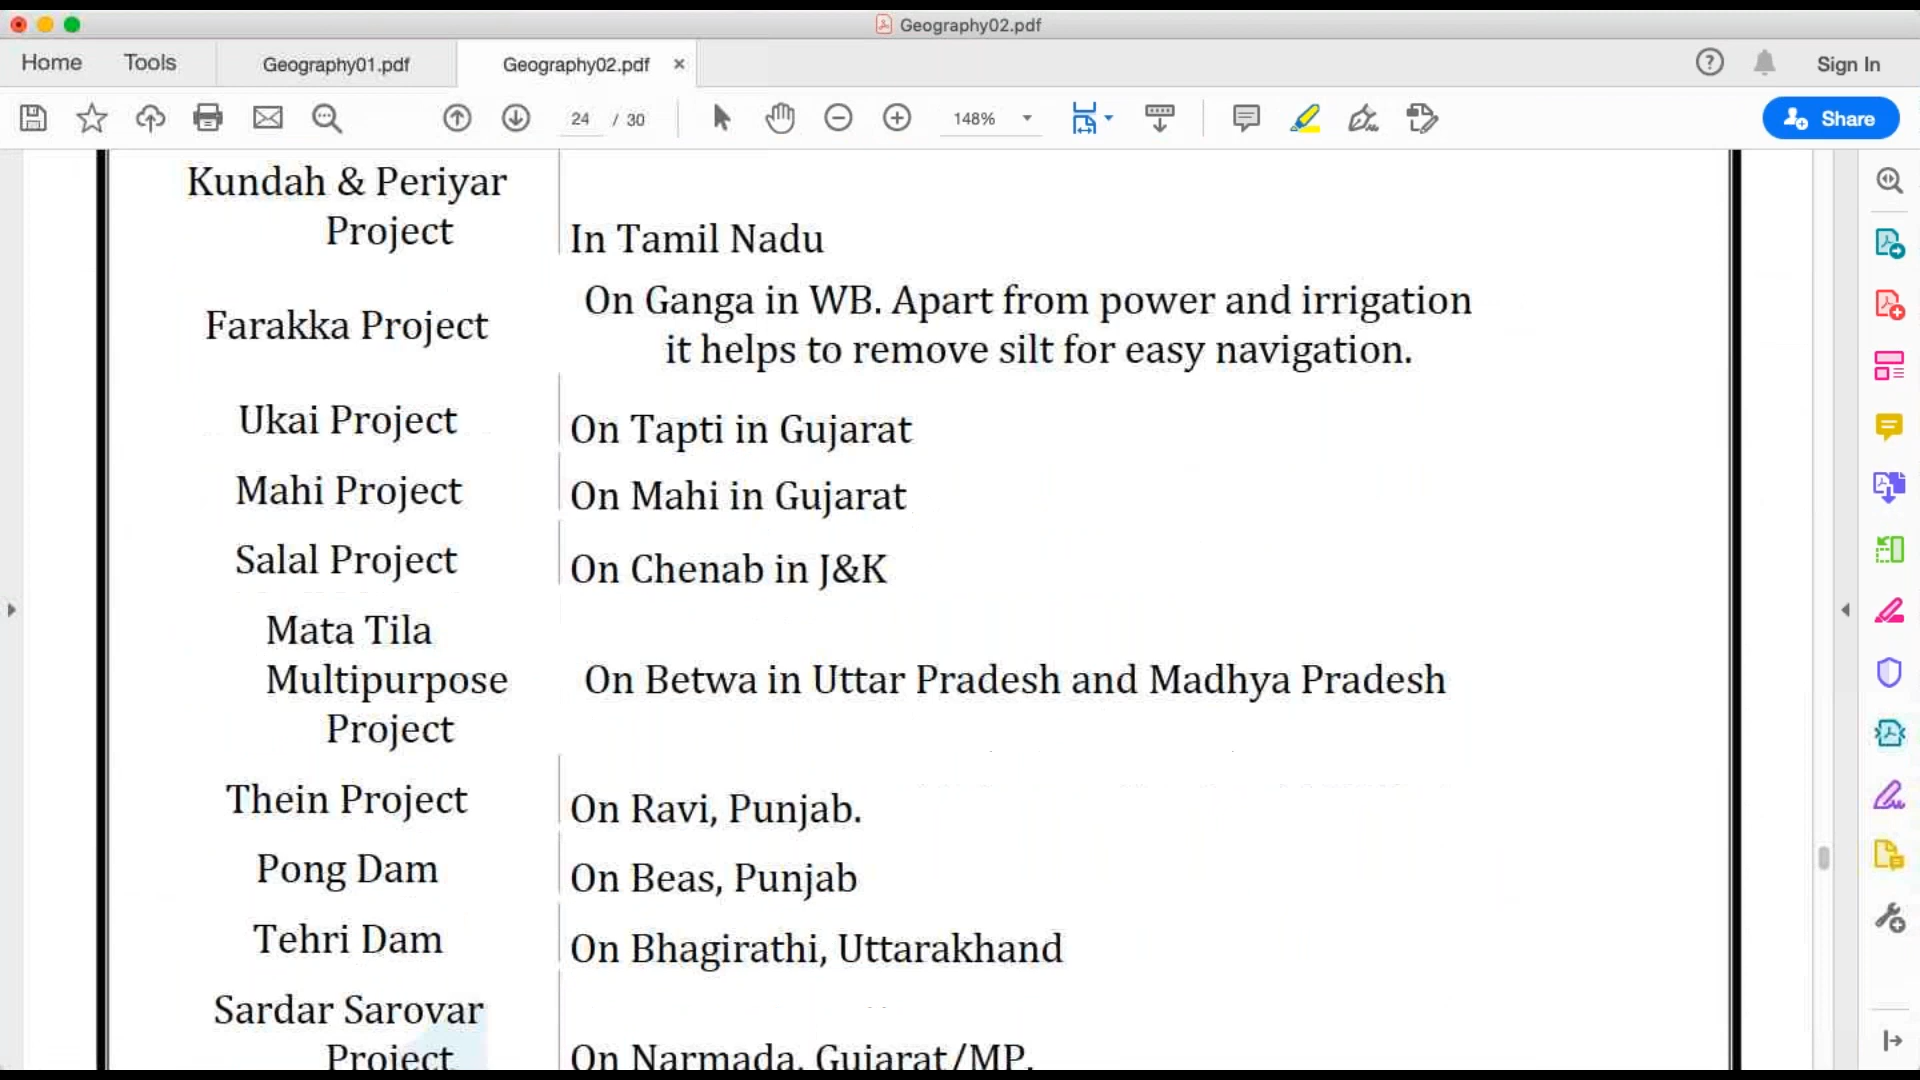 Geography02.pdf
Home Tools Geography01.pdf Geography02.pdf × Sign In
24 / 30 148% Share
Kundah & Periyar
Project
In Tamil Nadu
Farakka Project
On Ganga in WB. Apart from power and irrigation
it helps to remove silt for easy navigation.
Ukai Project
On Tapti in Gujarat
Mahi Project
On Mahi in Gujarat
Salal Project
On Chenab in J&K
Mata Tila
Multipurpose
Project
On Betwa in Uttar Pradesh and Madhya Pradesh
Thein Project
On Ravi, Punjab.
Pong Dam
On Beas, Punjab
Tehri Dam
On Bhagirathi, Uttarakhand
Sardar Sarovar
Project
On Narmada, Gujarat/MP.